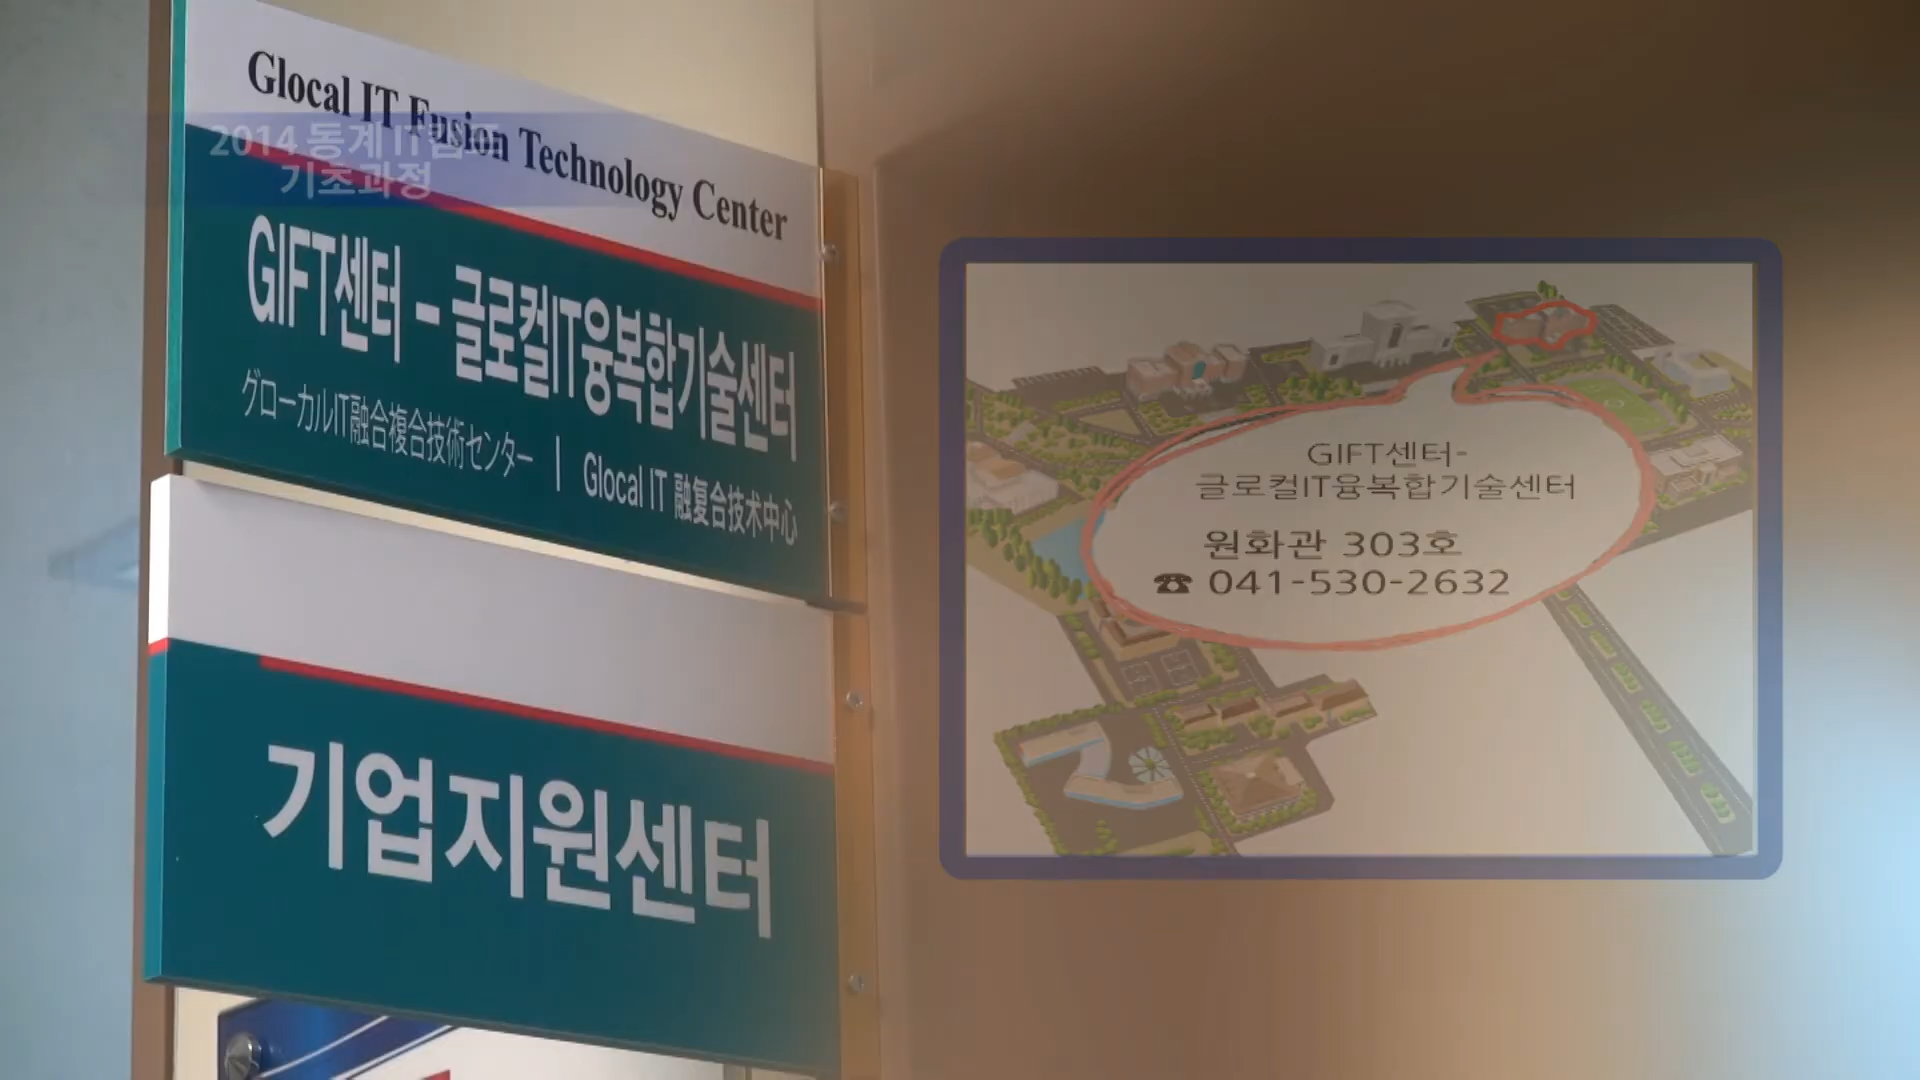 Glocal IT Fusion Technology Center
2014 동계 IT캠프
기초과정
GIFT센터 - 글로컬IT융복합기술센터
グローカルIT融合複合技術センター | Glocal IT 融复合技术中心
기업지원센터
GIFT센터-
글로컬IT융복합기술센터
원화관 303호
☎ 041-530-2632